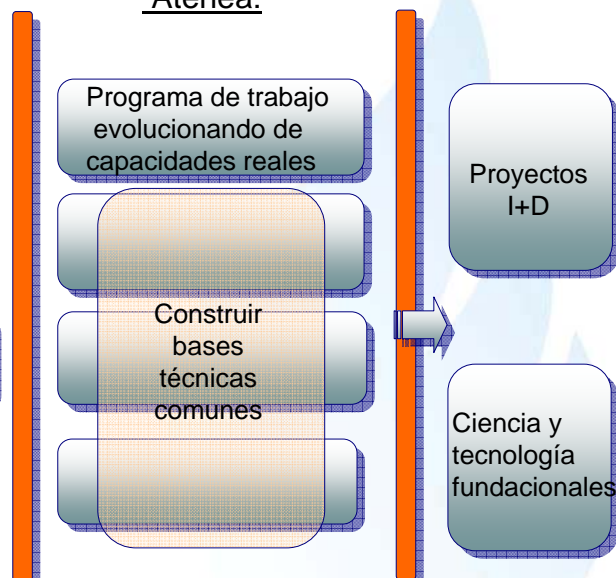 Atenea:
Programa de trabajo
evolucionando de
capacidades reales
Construir
bases
técnicas
comunes
Proyectos
I+D
Ciencia y
tecnología
fundacionales